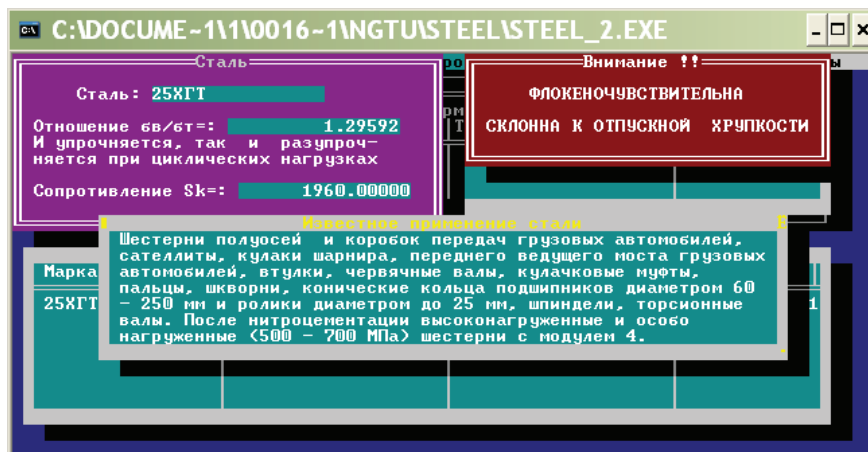 C:\DOCUME~1\1\0016~1\NGTU\STEEL\STEEL_2.EXE
Сталь
Сталь: 25ХГТ
Отношение бв/бт=: 1.29592
И упрочняется, так и разупроч-
няется при циклических нагрузках
Сопротивление Sk=: 1960.00000
Внимание !!
ФЛОКЕНОЧУВСТВИТЕЛЬНА
СКЛОННА К ОТПУСКНОЙ ХРУПКОСТИ
Известное применение стали
Шестерни полуосей и коробок передач грузовых автомобилей,
сателлиты, кулаки шарнира, переднего ведущего моста грузовых
автомобилей, втулки, червячные валы, кулачковые муфты,
пальцы, шкворни, конические кольца подшипников диаметром 60
- 250 мм и ролики диаметром до 25 мм, шпиндели, торсионные
валы. После нитроцементации высоконагруженные и особо
нагруженные (500 - 700 МПа) шестерни с модулем 4.
Марка
25ХГТ
1